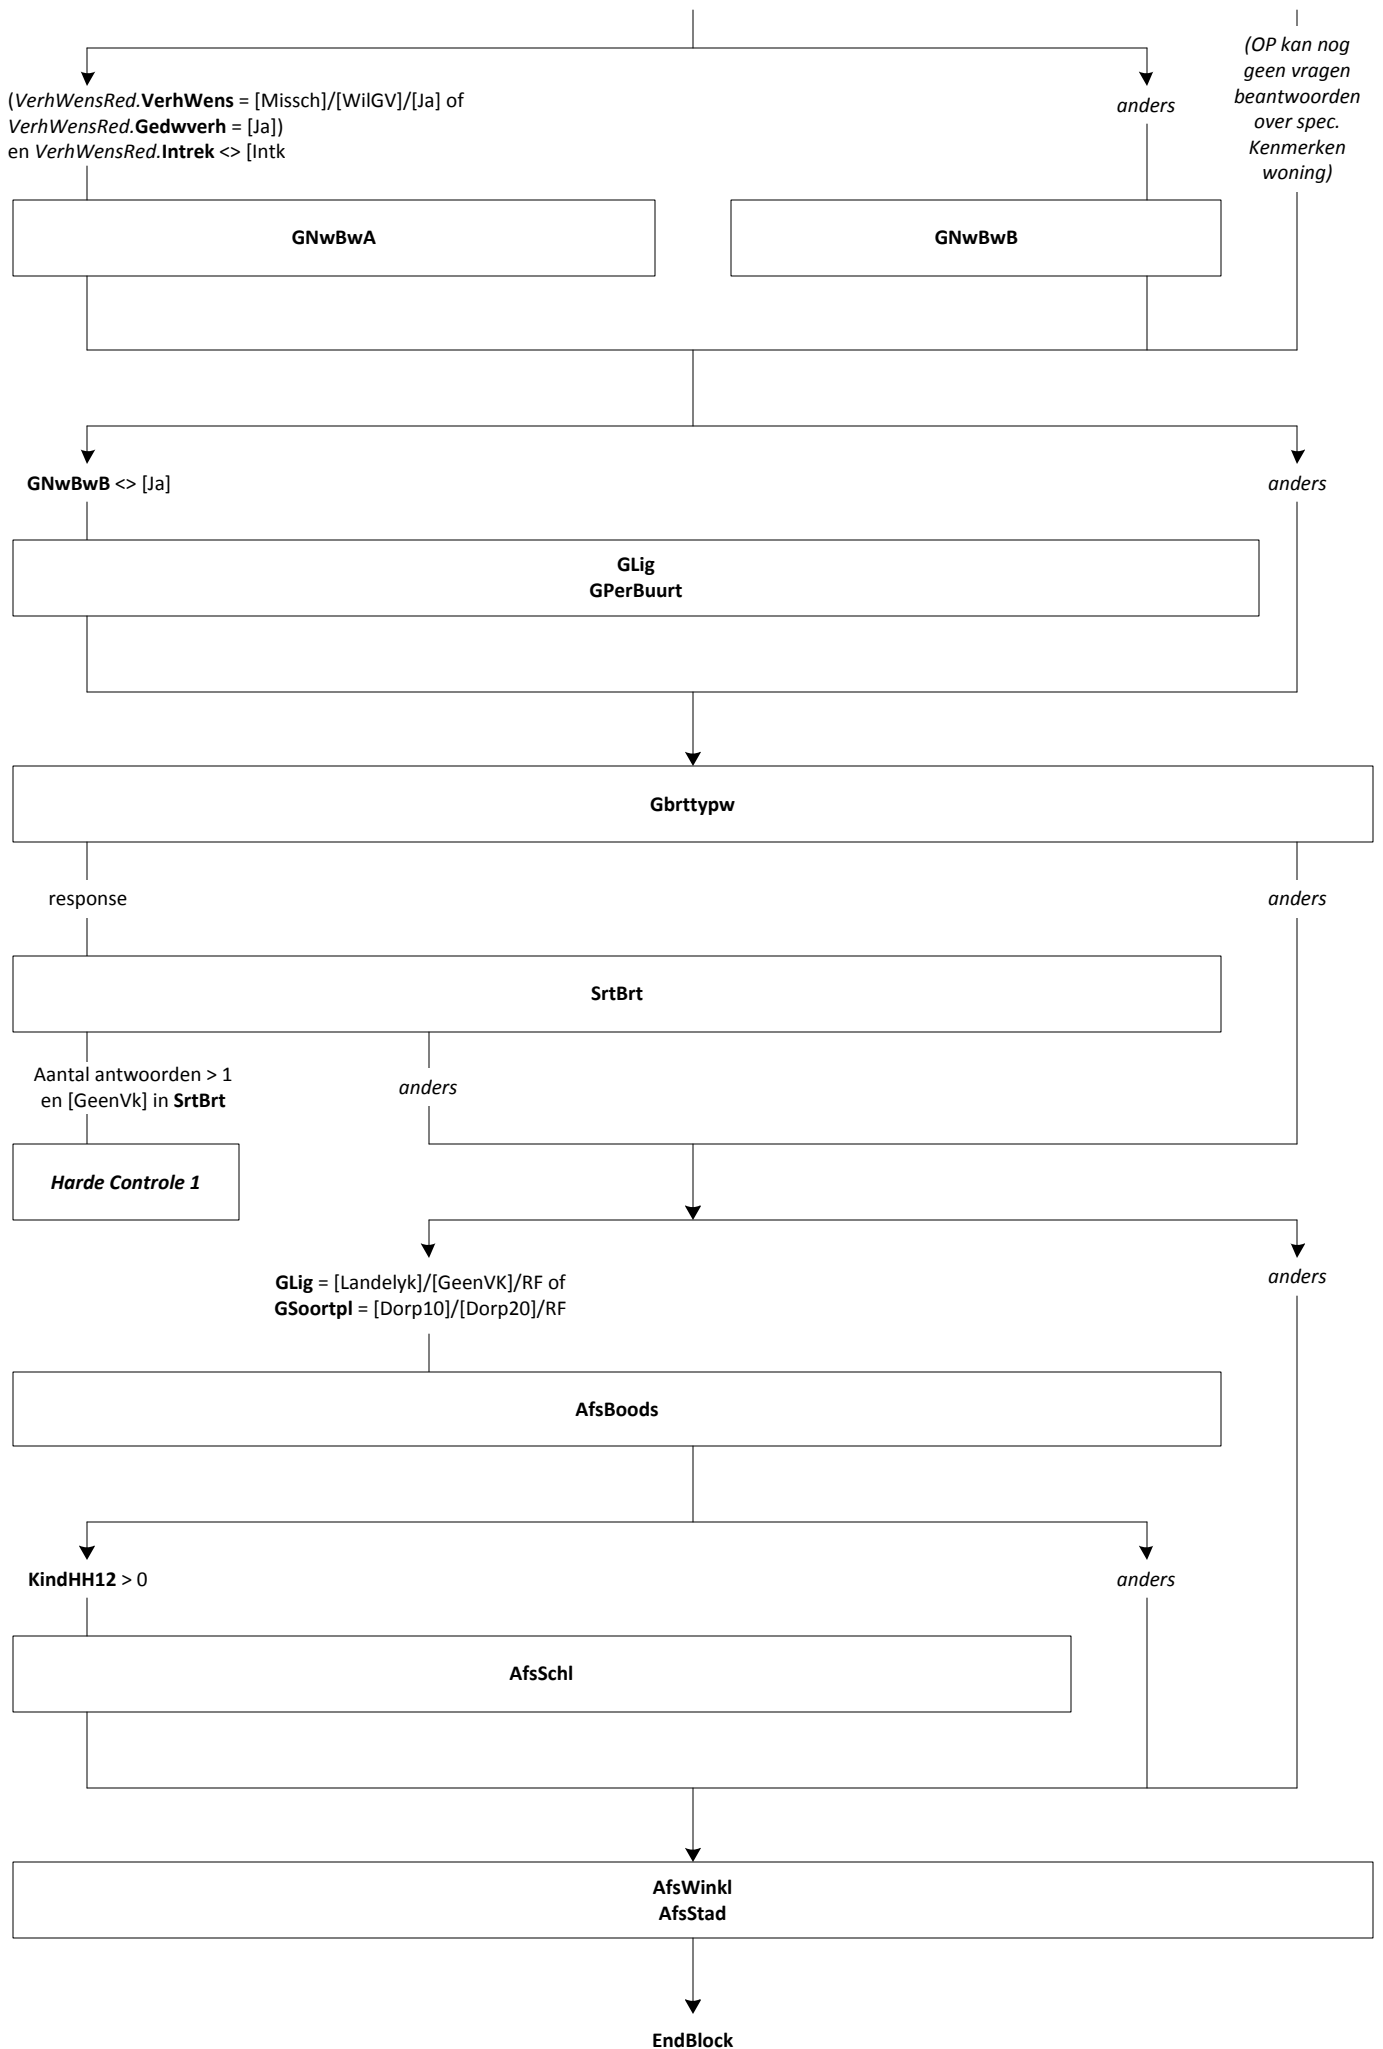 (OP kan nog
geen vragen
beantwoorden
over spec.
Kenmerken
woning)
(VerhWensRed.VerhWens = [Missch]/[WilGV]/[Ja] of
VerhWensRed.Gedwverh = [Ja])
en VerhWensRed.Intrek <> [Intk
anders
GNwBwA
GNwBwB
GNwBwB <> [Ja]
anders
GLig
GPerBuurt
Gbrttypw
response
anders
SrtBrt
Aantal antwoorden > 1
en [GeenVk] in SrtBrt
anders
Harde Controle 1
GLig = [Landelyk]/[GeenVK]/RF of
GSoortpl = [Dorp10]/[Dorp20]/RF
anders
AfsBoods
KindHH12 > 0
anders
AfsSchl
AfsWinkl
AfsStad
EndBlock